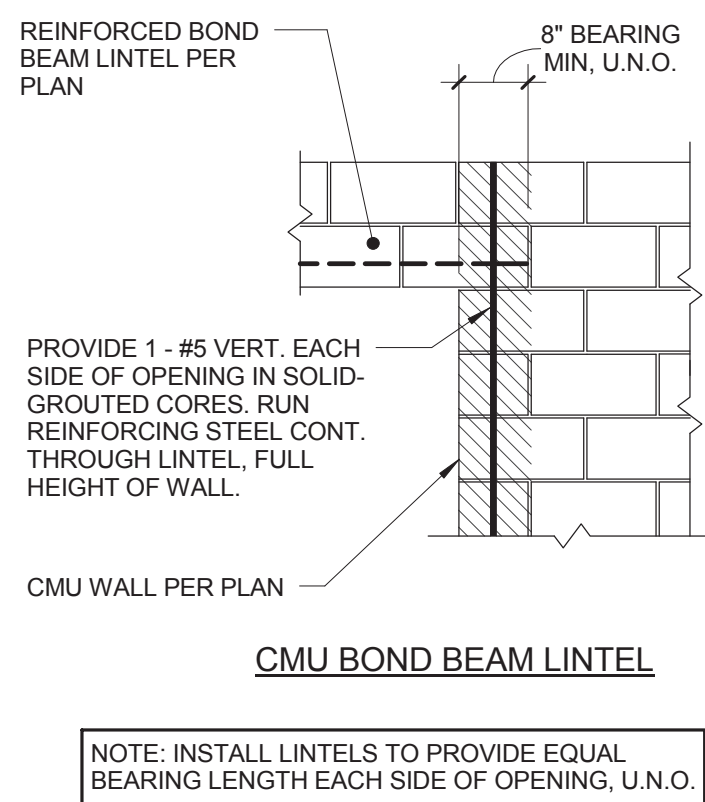 REINFORCED BOND
BEAM LINTEL PER
PLAN
8" BEARING
MIN, U.N.O.
PROVIDE 1 - #5 VERT. EACH
SIDE OF OPENING IN SOLID-
GROUTED CORES. RUN
REINFORCING STEEL CONT.
THROUGH LINTEL, FULL
HEIGHT OF WALL.
CMU WALL PER PLAN
CMU BOND BEAM LINTEL
NOTE: INSTALL LINTELS TO PROVIDE EQUAL
BEARING LENGTH EACH SIDE OF OPENING, U.N.O.